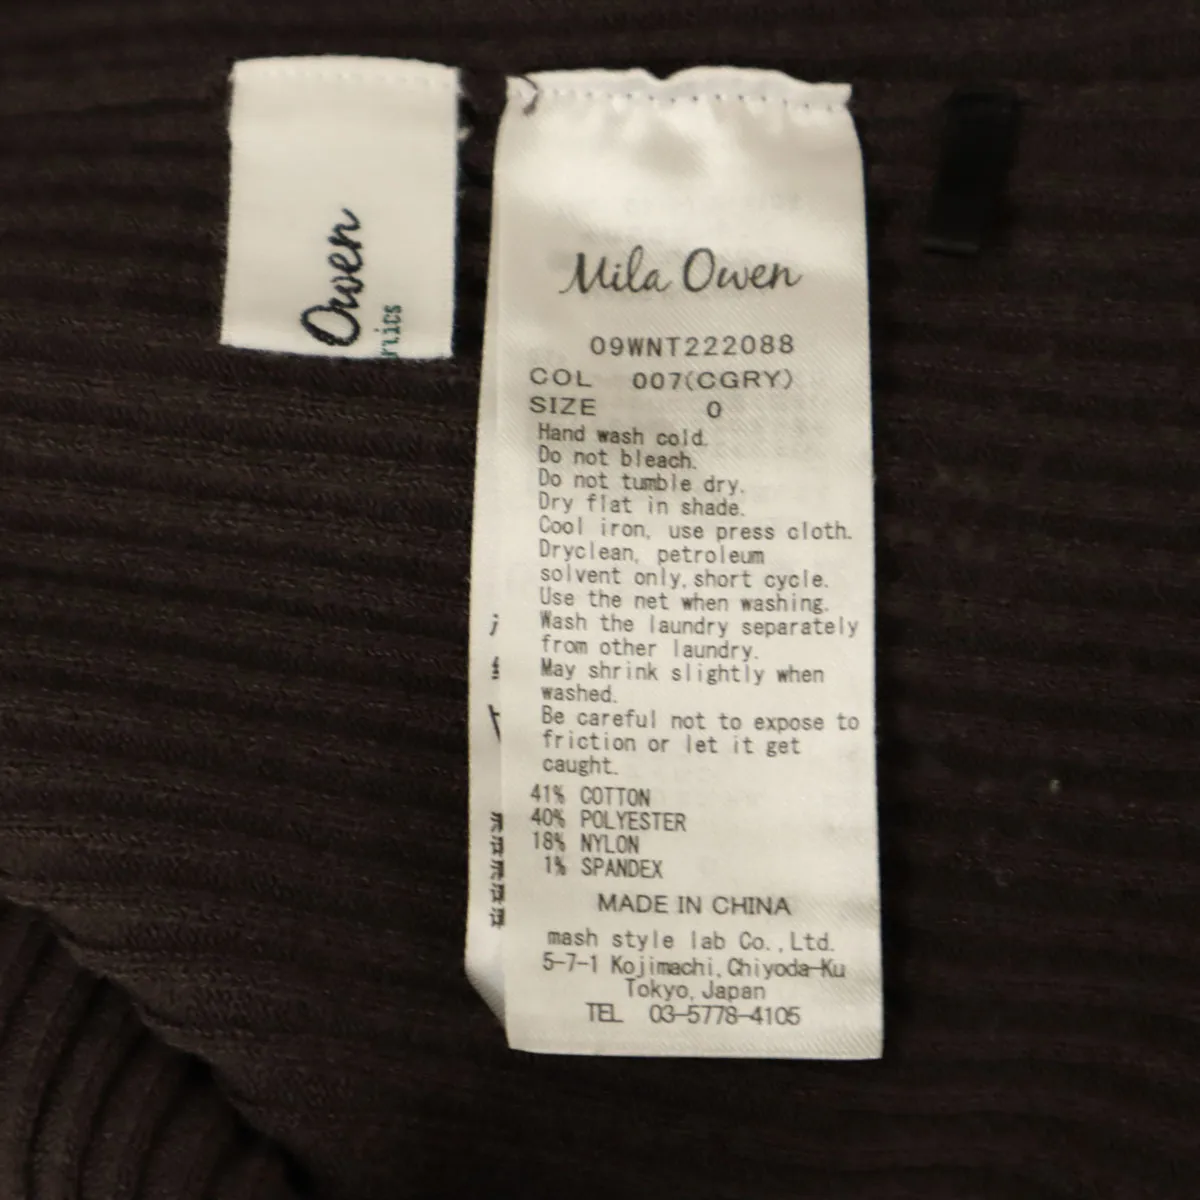 Owen
Mila Owen
09WNT222088
COL 007(CGRY)
SIZE 0
Hand wash cold.
Do not bleach.
Do not tumble dry.
Dry flat in shade.
Cool iron, use press cloth.
Dryclean, petroleum
solvent only, short cycle.
Use the net when washing.
Wash the laundry separately
from other laundry.
May shrink slightly when
washed.
Be careful not to expose to
friction or let it get
caught.
41% COTTON
40% POLYESTER
18% NYLON
1% SPANDEX
MADE IN CHINA
mash style lab Co.,Ltd.
5-7-1 Kojimachi, Chiyoda-Ku
Tokyo, Japan
TEL 03-5778-4105